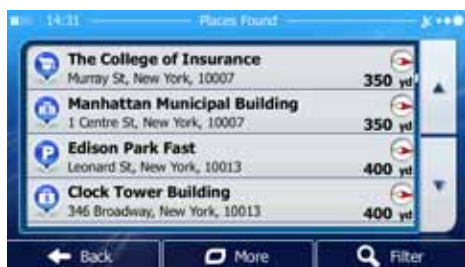 14:31 Places Found
The College of Insurance
Murray St, New York, 10007 350 yd
Manhattan Municipal Building
1 Centre St, New York, 10007 350 yd
Edison Park Fast
Leonard St, New York, 10013 400 yd
Clock Tower Building
346 Broadway, New York, 10013 400 yd
Back More Filter